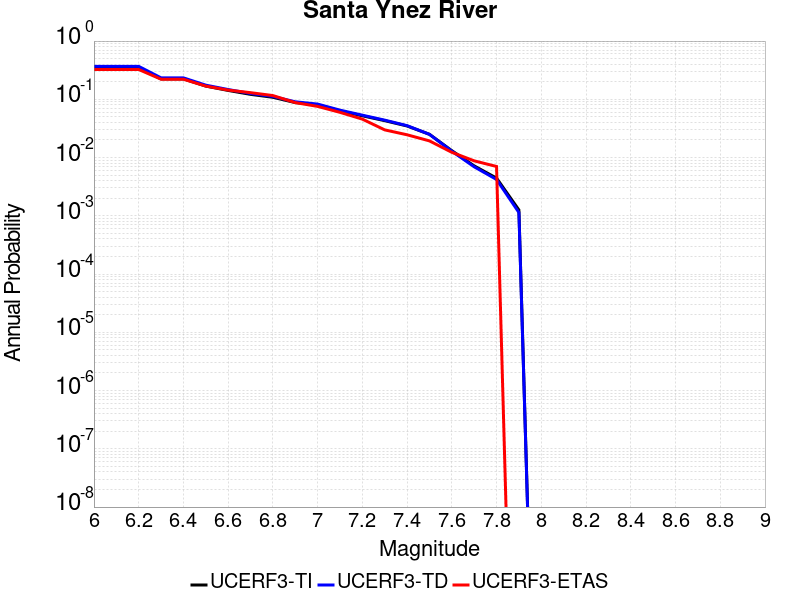 Santa Ynez River
10^0
10^-1
10^-2
10^-3
10^-4
10^-5
10^-6
10^-7
10^-8
Annual Probability
6 6.2 6.4 6.6 6.8 7 7.2 7.4 7.6 7.8 8 8.2 8.4 8.6 8.8 9
Magnitude
UCERF3-TI UCERF3-TD UCERF3-ETAS